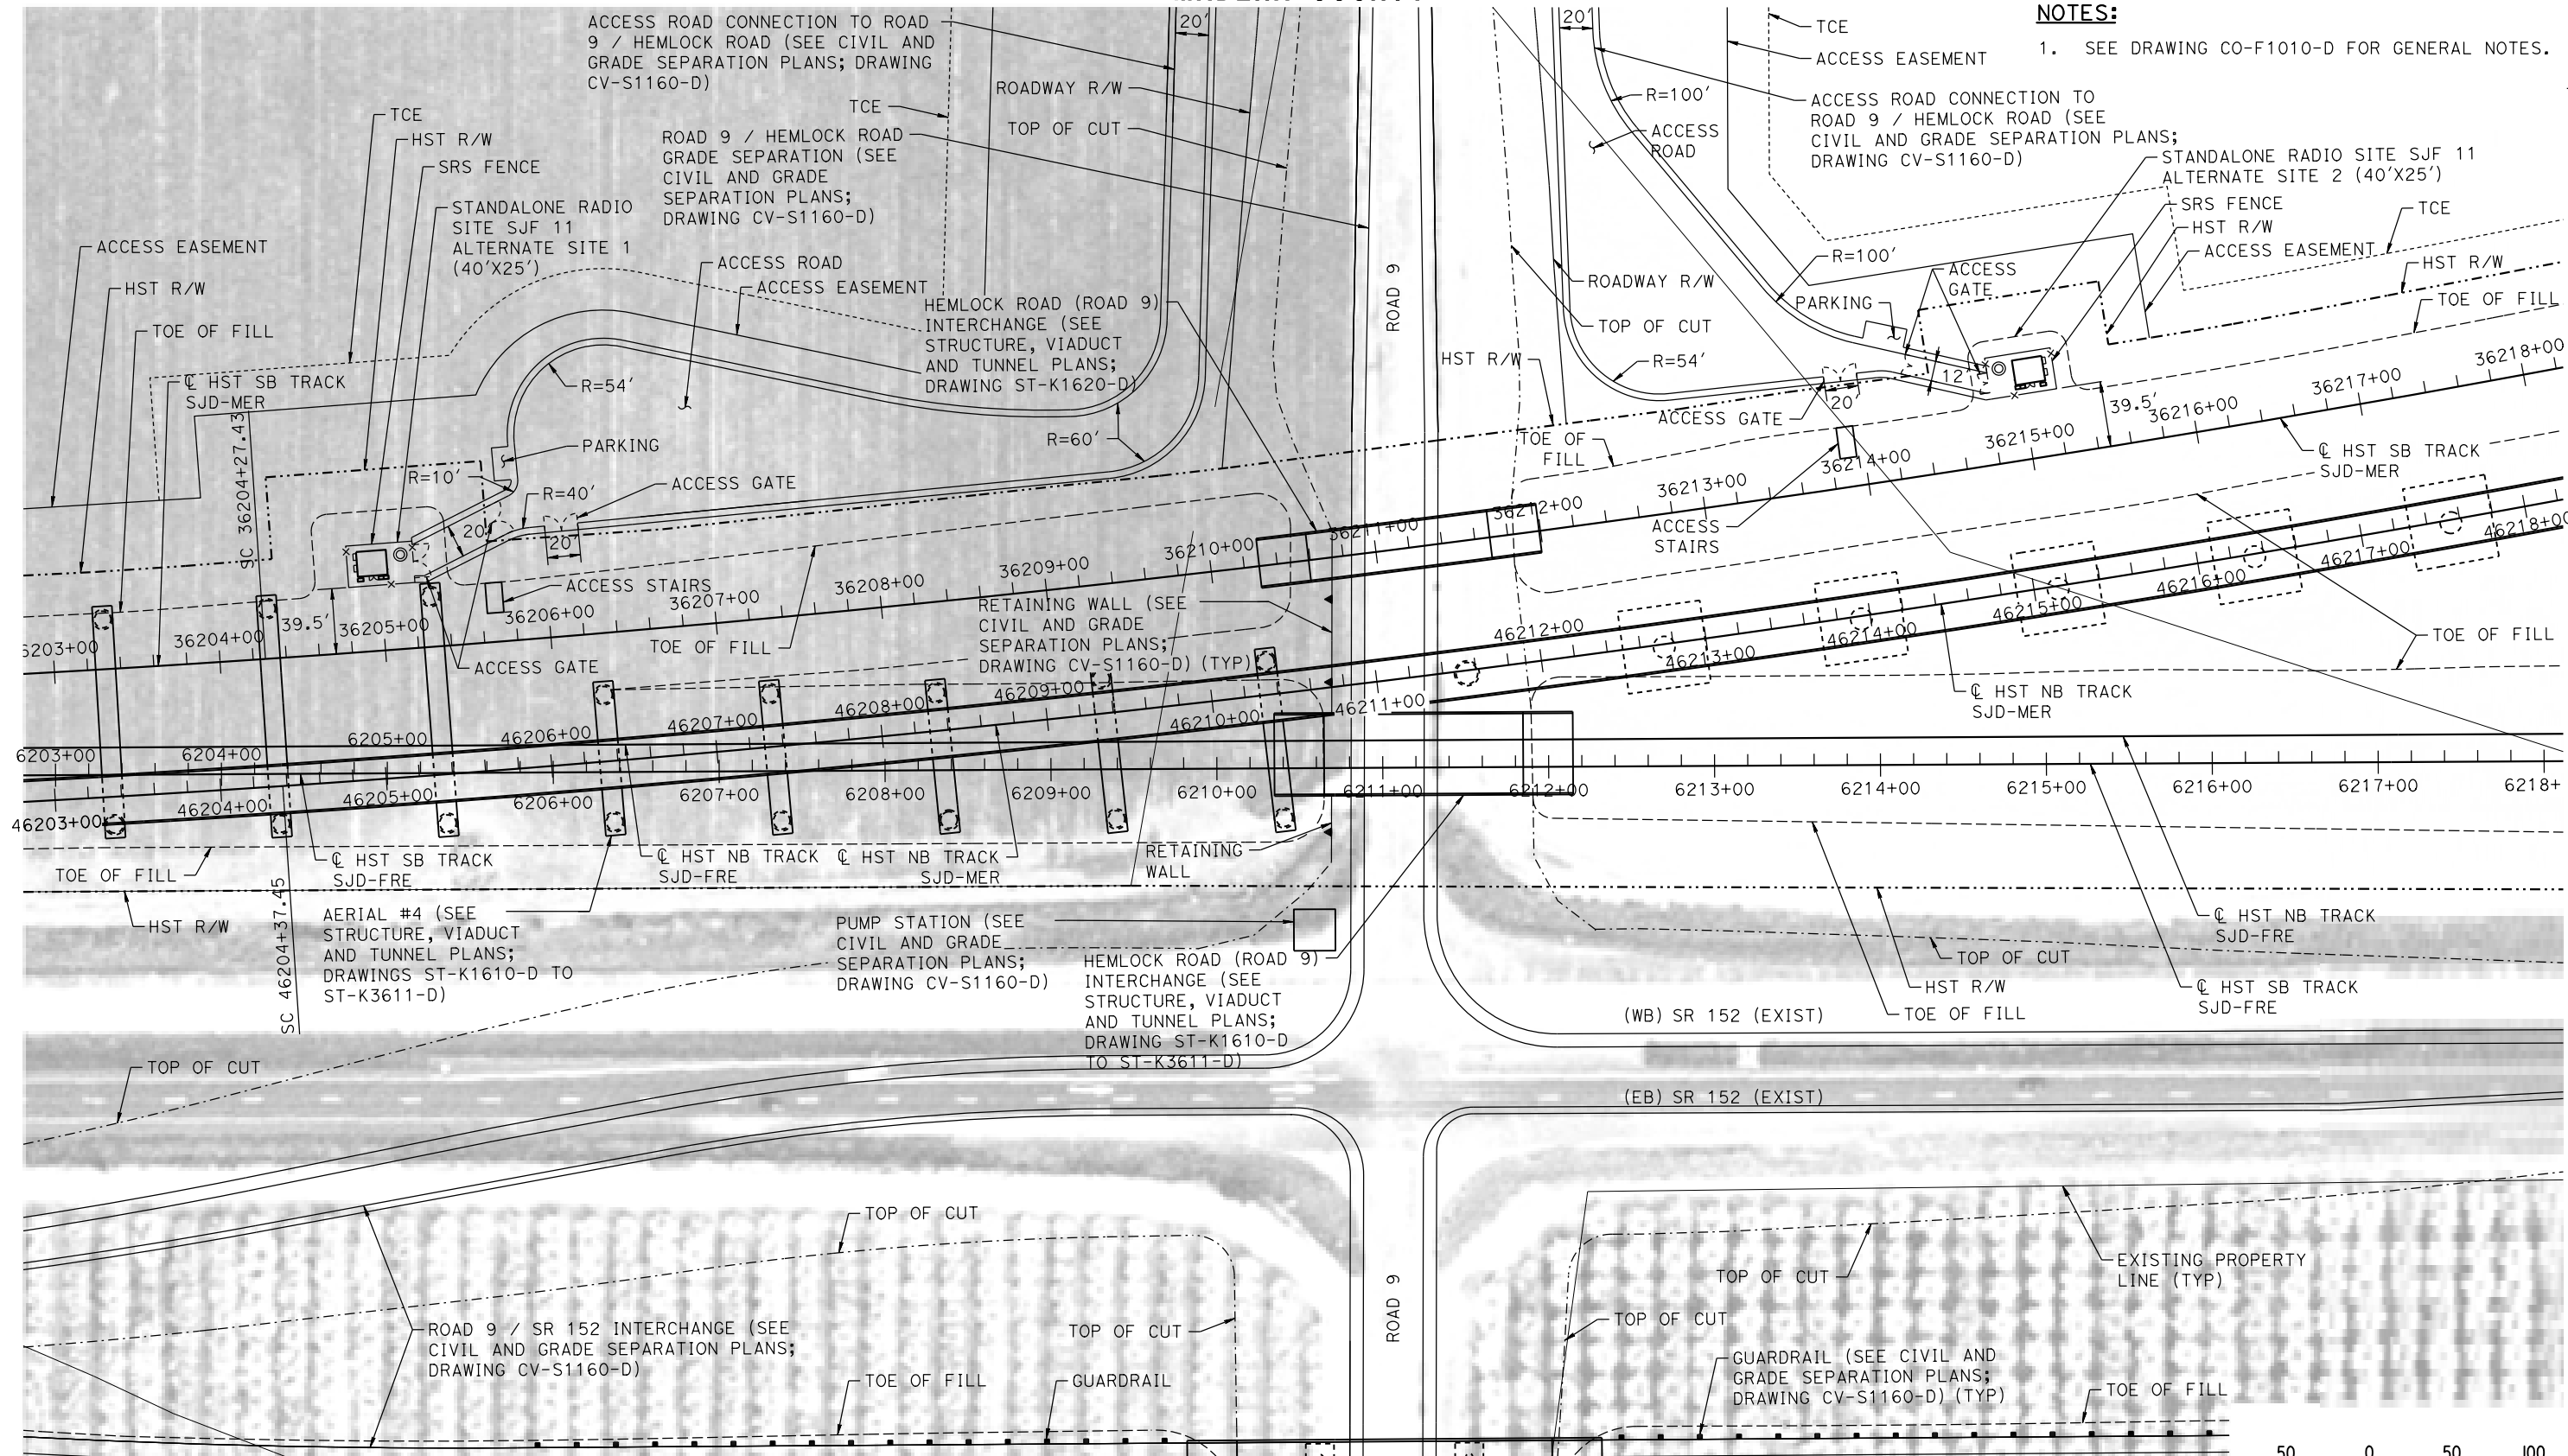 NOTES:
1. SEE DRAWING CO-F1010-D FOR GENERAL NOTES.
ACCESS ROAD CONNECTION TO ROAD
9 / HEMLOCK ROAD (SEE CIVIL AND
GRADE SEPARATION PLANS; DRAWING
CV-S1160-D)
TCE
HST R/W
SRS FENCE
STANDALONE RADIO
SITE SJF 11
ALTERNATE SITE 1
(40'X25')
TCE
ROAD 9 / HEMLOCK ROAD
GRADE SEPARATION (SEE
CIVIL AND GRADE
SEPARATION PLANS;
DRAWING CV-S1160-D)
ROADWAY R/W
TOP OF CUT
20'
20'
ACCESS EASEMENT
HST R/W
TOE OF FILL
℄ HST SB TRACK
SJD-MER
ACCESS ROAD
ACCESS EASEMENT
HEMLOCK ROAD (ROAD 9)
INTERCHANGE (SEE
STRUCTURE, VIADUCT
AND TUNNEL PLANS;
DRAWING ST-K1620-D)
ROAD 9
R=54'
R=60'
PARKING
R=10'
R=40'
ACCESS GATE
20'
20'
SC 36204+27.43
39.5'
ACCESS STAIRS
ACCESS GATE
TOE OF FILL
RETAINING WALL (SEE
CIVIL AND GRADE
SEPARATION PLANS;
DRAWING CV-S1160-D) (TYP)
TCE
ACCESS EASEMENT
R=100'
ACCESS
ROAD
ACCESS ROAD CONNECTION TO
ROAD 9 / HEMLOCK ROAD (SEE
CIVIL AND GRADE SEPARATION PLANS;
DRAWING CV-S1160-D)
STANDALONE RADIO SITE SJF 11
ALTERNATE SITE 2 (40'X25')
SRS FENCE
HST R/W
ACCESS EASEMENT
TCE
HST R/W
TOE OF FILL
R=100'
ACCESS
GATE
PARKING
ROADWAY R/W
TOP OF CUT
HST R/W
R=54'
12'
20'
ACCESS GATE
39.5'
TOE OF
FILL
ACCESS
STAIRS
℄ HST SB TRACK
SJD-MER
TOE OF FILL
℄ HST NB TRACK
SJD-MER
6203+00
36204+00
36205+00
36206+00
36207+00
36208+00
36209+00
36210+00
36211+00
36212+00
36213+00
36214+00
36215+00
36216+00
36217+00
36218+00
46203+00
46204+00
46205+00
46206+00
46207+00
46208+00
46209+00
46210+00
46211+00
46212+00
46213+00
46214+00
46215+00
46216+00
46217+00
46218+00
6203+00
6204+00
6205+00
6206+00
6207+00
6208+00
6209+00
6210+00
6211+00
6212+00
6213+00
6214+00
6215+00
6216+00
6217+00
6218+
TOE OF FILL
HST R/W
SC 46204+37.45
℄ HST SB TRACK
SJD-FRE
℄ HST NB TRACK
SJD-FRE
℄ HST NB TRACK
SJD-MER
RETAINING
WALL
AERIAL #4 (SEE
STRUCTURE, VIADUCT
AND TUNNEL PLANS;
DRAWINGS ST-K1610-D TO
ST-K3611-D)
PUMP STATION (SEE
CIVIL AND GRADE
SEPARATION PLANS;
DRAWING CV-S1160-D)
HEMLOCK ROAD (ROAD 9)
INTERCHANGE (SEE
STRUCTURE, VIADUCT
AND TUNNEL PLANS;
DRAWING ST-K1610-D
TO ST-K3611-D)
℄ HST NB TRACK
SJD-FRE
TOP OF CUT
HST R/W
TOE OF FILL
℄ HST SB TRACK
SJD-FRE
(WB) SR 152 (EXIST)
(EB) SR 152 (EXIST)
TOP OF CUT
TOP OF CUT
ROAD 9 / SR 152 INTERCHANGE (SEE
CIVIL AND GRADE SEPARATION PLANS;
DRAWING CV-S1160-D)
TOP OF CUT
TOE OF FILL
GUARDRAIL
ROAD 9
TOP OF CUT
EXISTING PROPERTY
LINE (TYP)
TOP OF CUT
GUARDRAIL (SEE CIVIL AND
GRADE SEPARATION PLANS;
DRAWING CV-S1160-D) (TYP)
TOE OF FILL
50 0 50 100